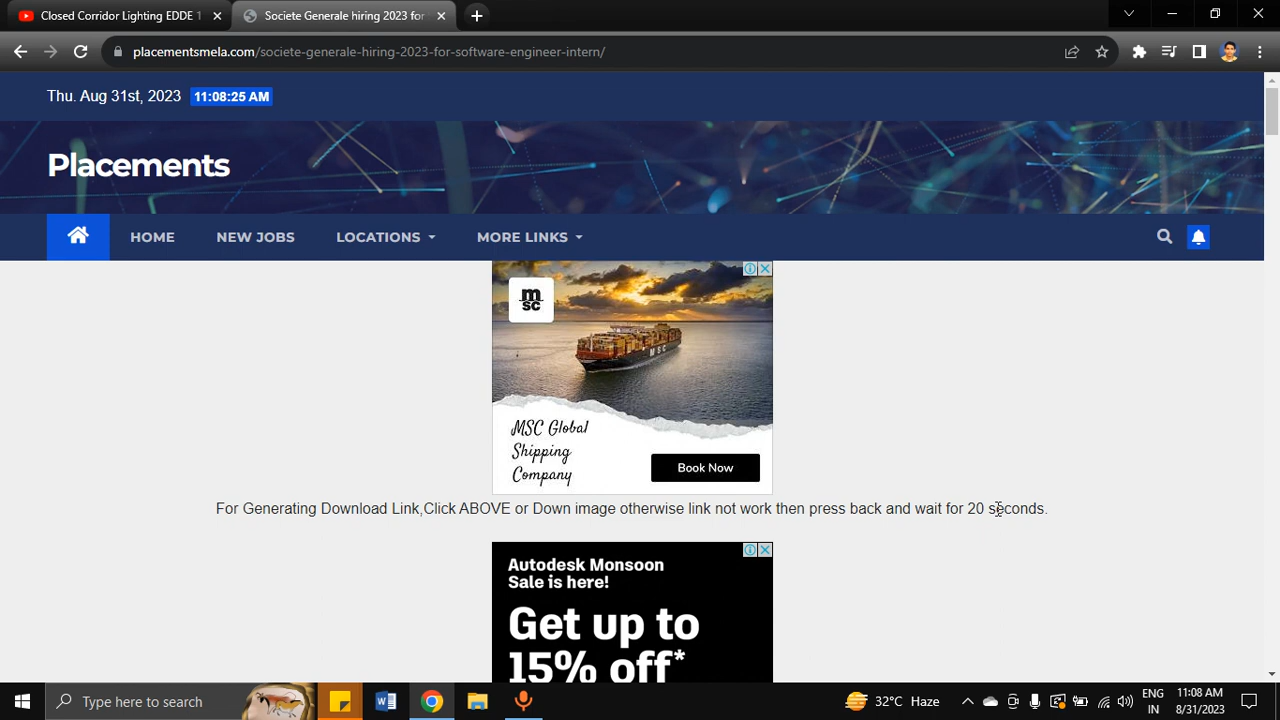 Closed Corridor Lighting EDDE 1
Societe Generale hiring 2023 for
placementsmela.com/societe-generale-hiring-2023-for-software-engineer-intern/
Thu. Aug 31st, 2023 11:08:25 AM
Placements
HOME NEW JOBS LOCATIONS MORE LINKS
m
sc
MSC
MSC Global
Shipping
Company
Book Now
For Generating Download Link,Click ABOVE or Down image otherwise link not work then press back and wait for 20 seconds.
Autodesk Monsoon
Sale is here!
Get up to
15% off*
Type here to search
W
32°C Haze
ENG
IN
11:08 AM
8/31/2023